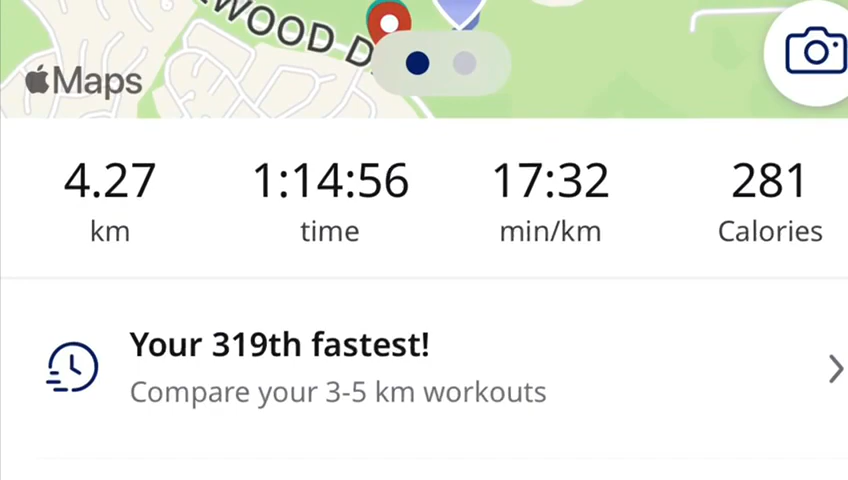 WOOD D
Maps
4.27 1:14:56 17:32 281
km time min/km Calories
Your 319th fastest!
Compare your 3-5 km workouts